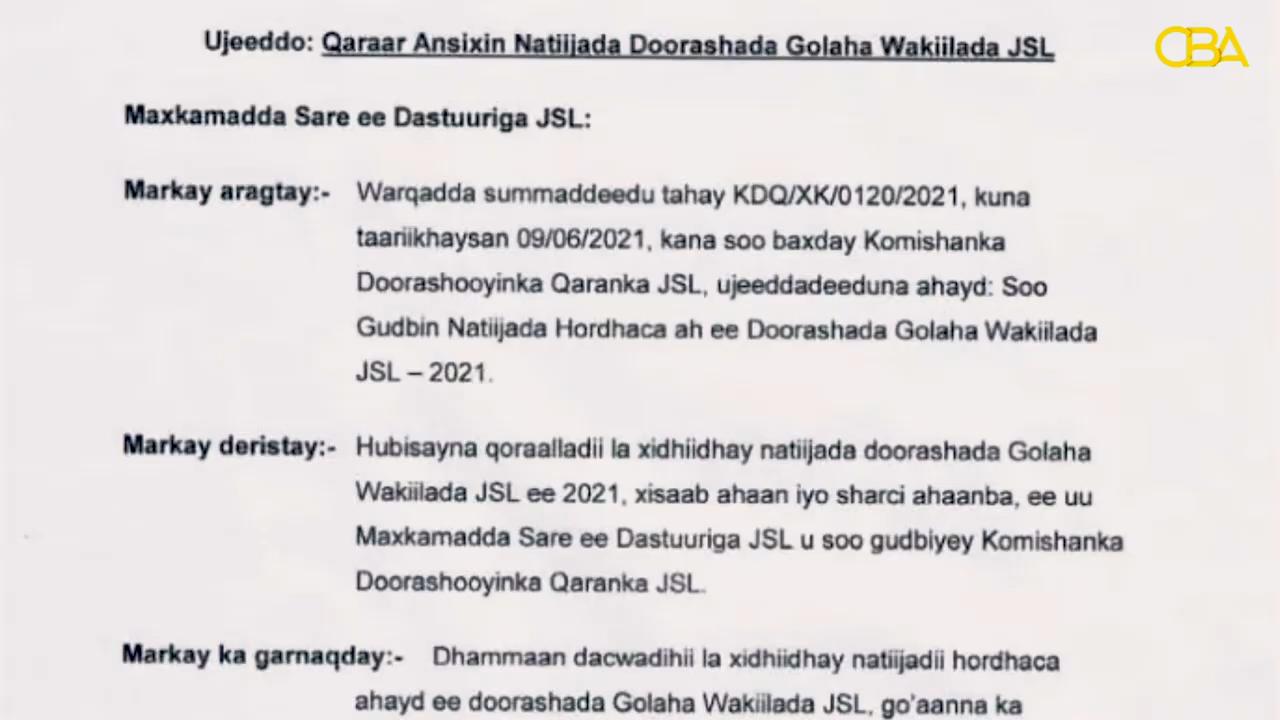 Ujeeddo: Qaraar Ansixin Natiijada Doorashada Golaha Wakiilada JSL
CBA
Maxkamadda Sare ee Dastuuriga JSL:
Markay aragtay:- Warqadda summaddeedu tahay KDQ/XK/0120/2021, kuna
taariikhaysan 09/06/2021, kana soo baxday Komishanka
Doorashooyinka Qaranka JSL, ujeeddadeeduna ahayd: Soo
Gudbin Natiijada Hordhaca ah ee Doorashada Golaha Wakiilada
JSL – 2021.
Markay deristay:- Hubisayna qoraalladii la xidhiidhay natiijada doorashada Golaha
Wakiilada JSL ee 2021, xisaab ahaan iyo sharci ahaanba, ee uu
Maxkamadda Sare ee Dastuuriga JSL u soo gudbiyey Komishanka
Doorashooyinka Qaranka JSL.
Markay ka garnaqday:- Dhammaan dacwadihii la xidhiidhay natiijadii hordhaca
ahayd ee doorashada Golaha Wakiilada JSL, go'aanna ka